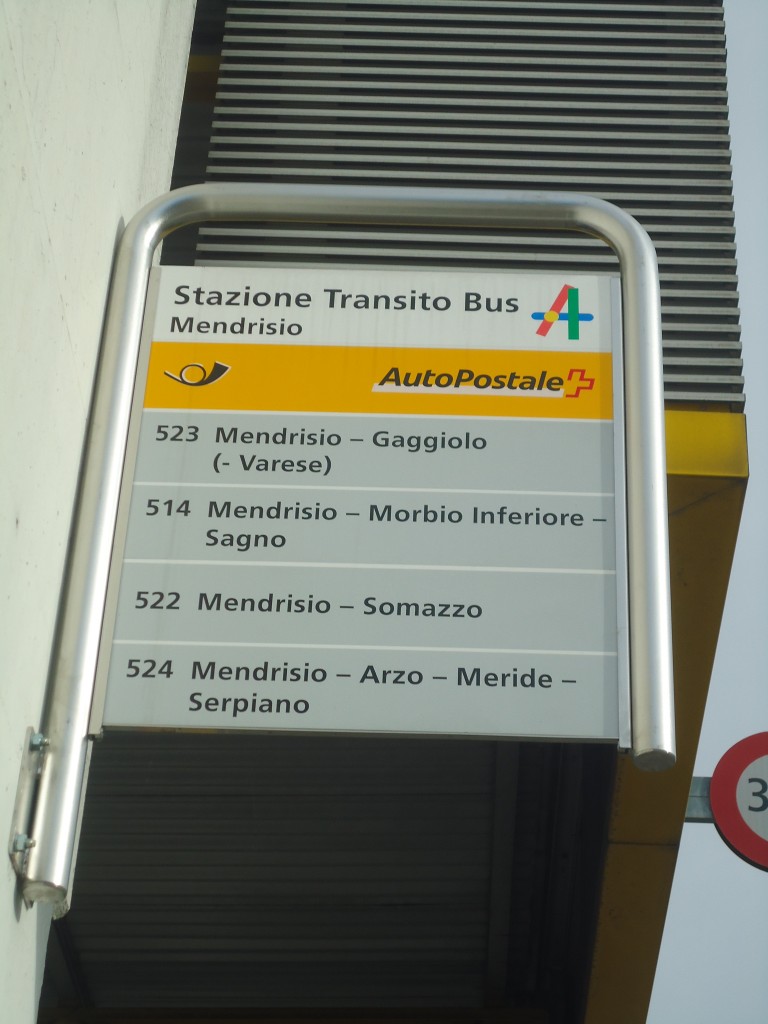 Stazione Transito Bus
Mendrisio
AutoPostale
523 Mendrisio – Gaggiolo
(- Varese)
514 Mendrisio – Morbio Inferiore –
Sagno
522 Mendrisio – Somazzo
524 Mendrisio – Arzo – Meride –
Serpiano
3